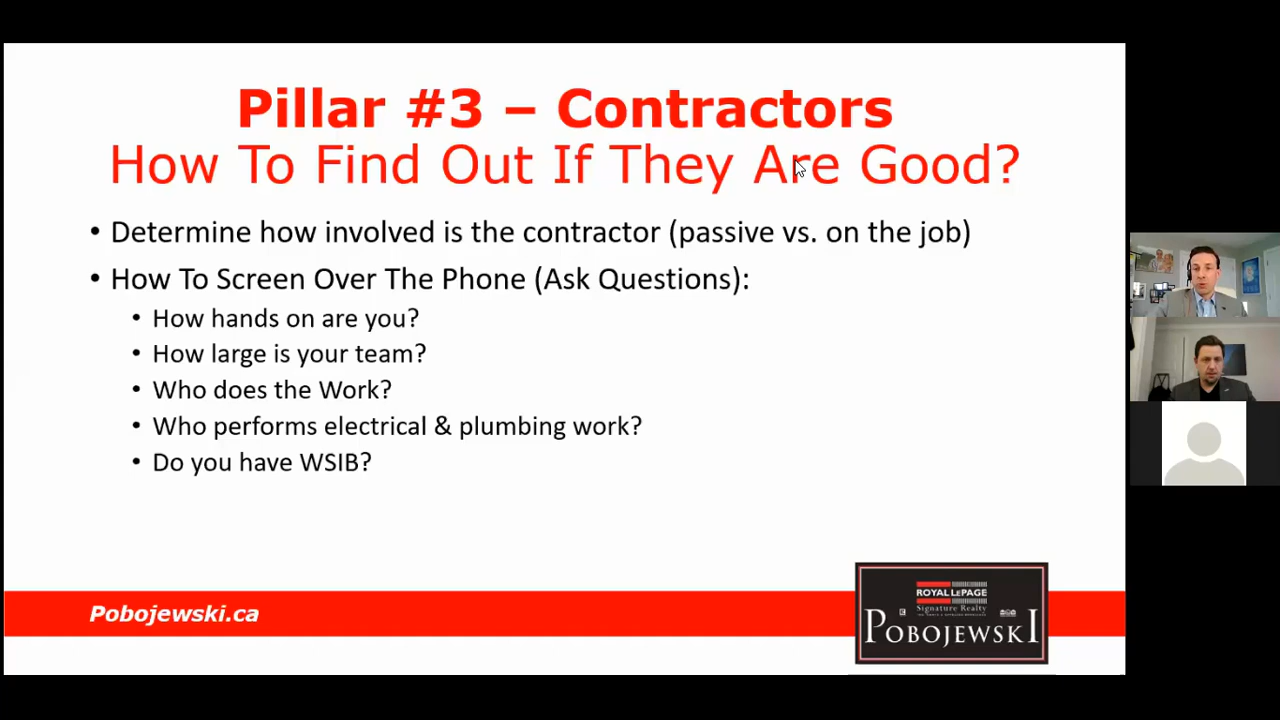 Pillar #3 – Contractors
How To Find Out If They Are Good?
• Determine how involved is the contractor (passive vs. on the job)
• How To Screen Over The Phone (Ask Questions):
• How hands on are you?
• How large is your team?
• Who does the Work?
• Who performs electrical & plumbing work?
• Do you have WSIB?
Pobojewski.ca
ROYAL LEPAGE
Signature Realty
POBOJEWSKI